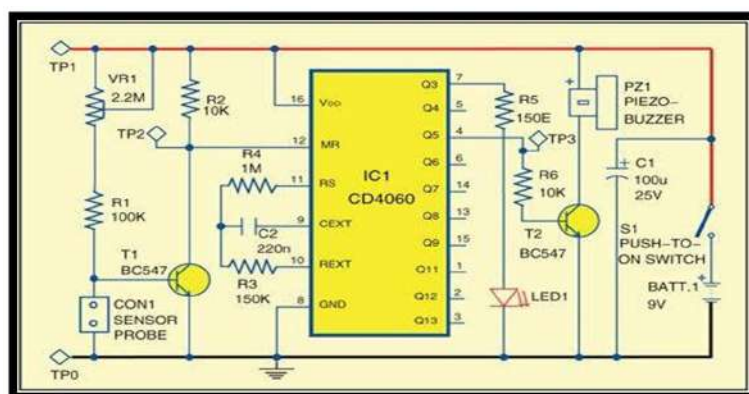 TP1
VR1
2.2M
R2
10K
TP2
R1
100K
T1
BC547
CON1
SENSOR
PROBE
TP0
R4
1M
C2
220n
R3
150K
16
12
11
9
10
8
VDD
MR
RS
CEXT
REXT
GND
IC1
CD4060
Q3
Q4
Q5
Q6
Q7
Q8
Q9
Q11
Q12
Q13
7
5
4
6
14
13
15
1
2
3
R5
150E
TP3
R6
10K
T2
BC547
LED1
+
PZ1
PIEZO-
BUZZER
+
C1
100u
25V
S1
PUSH-TO-
ON SWITCH
+
BATT.1
9V